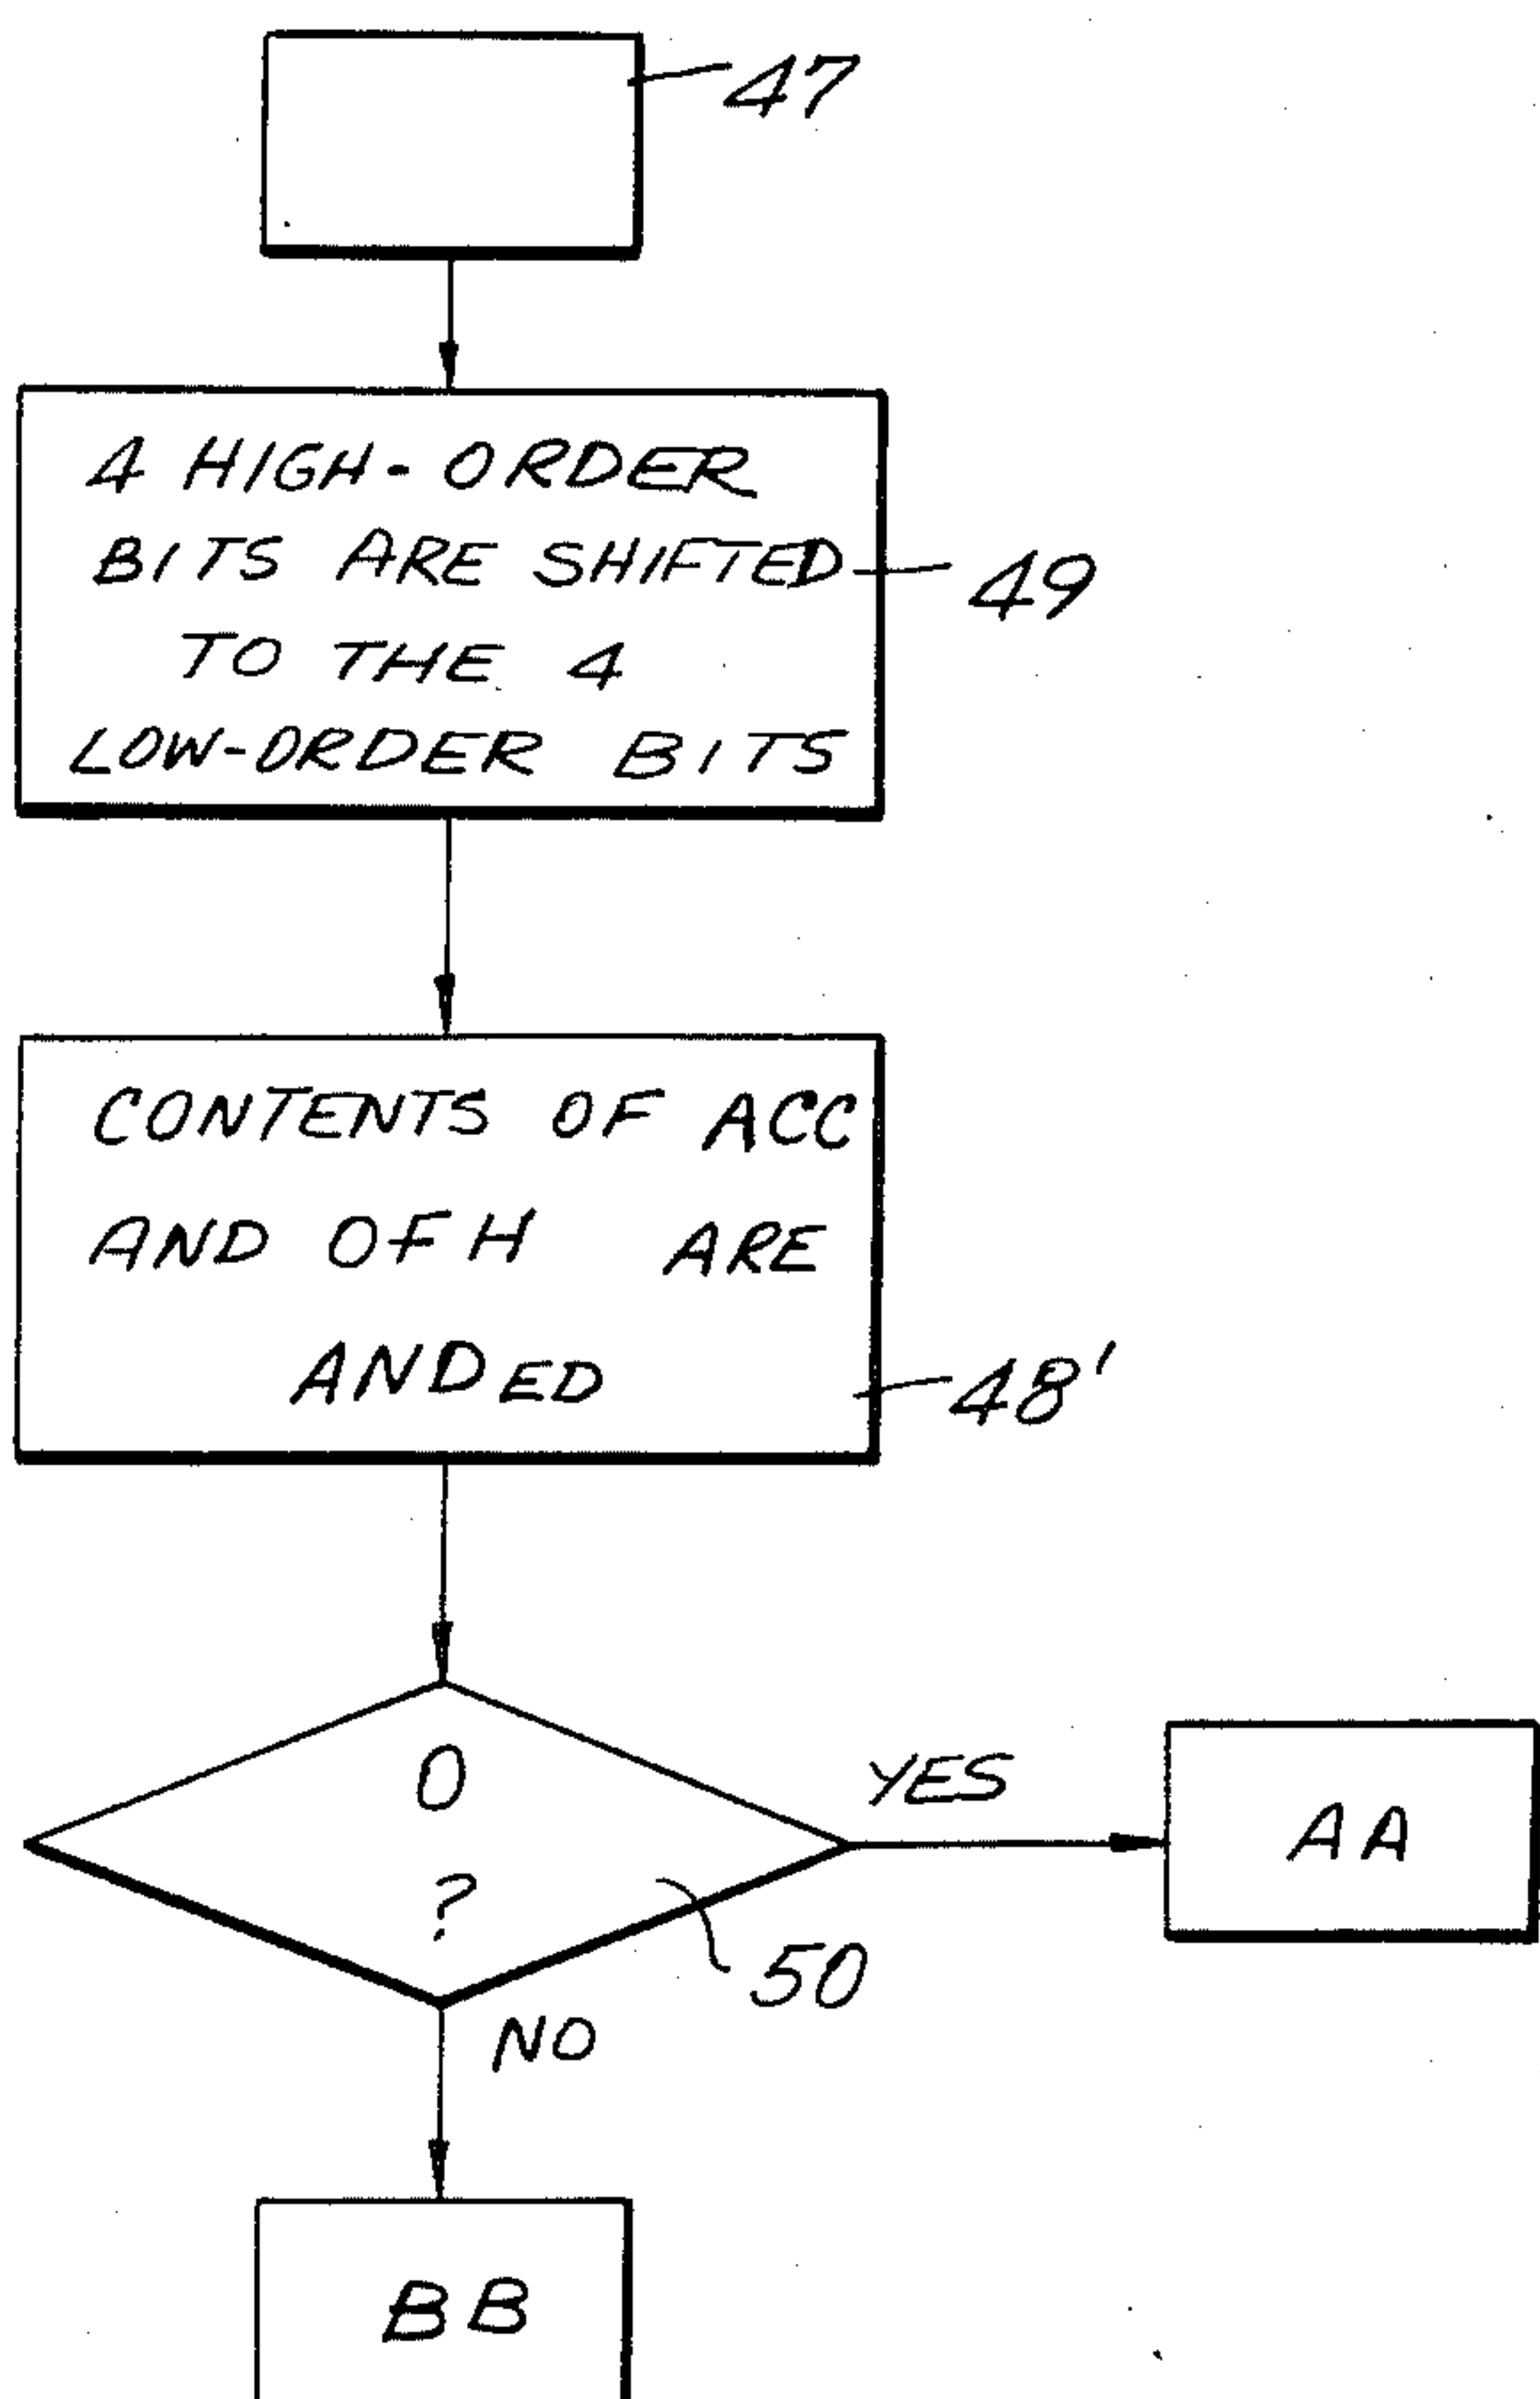 47
4 HIGH-ORDER
BITS ARE SHIFTED
49
TO THE 4
LOW-ORDER BITS
CONTENTS OF ACC
AND OF H ARE
ANDED
48'
0
?
YES
AA
50
NO
BB